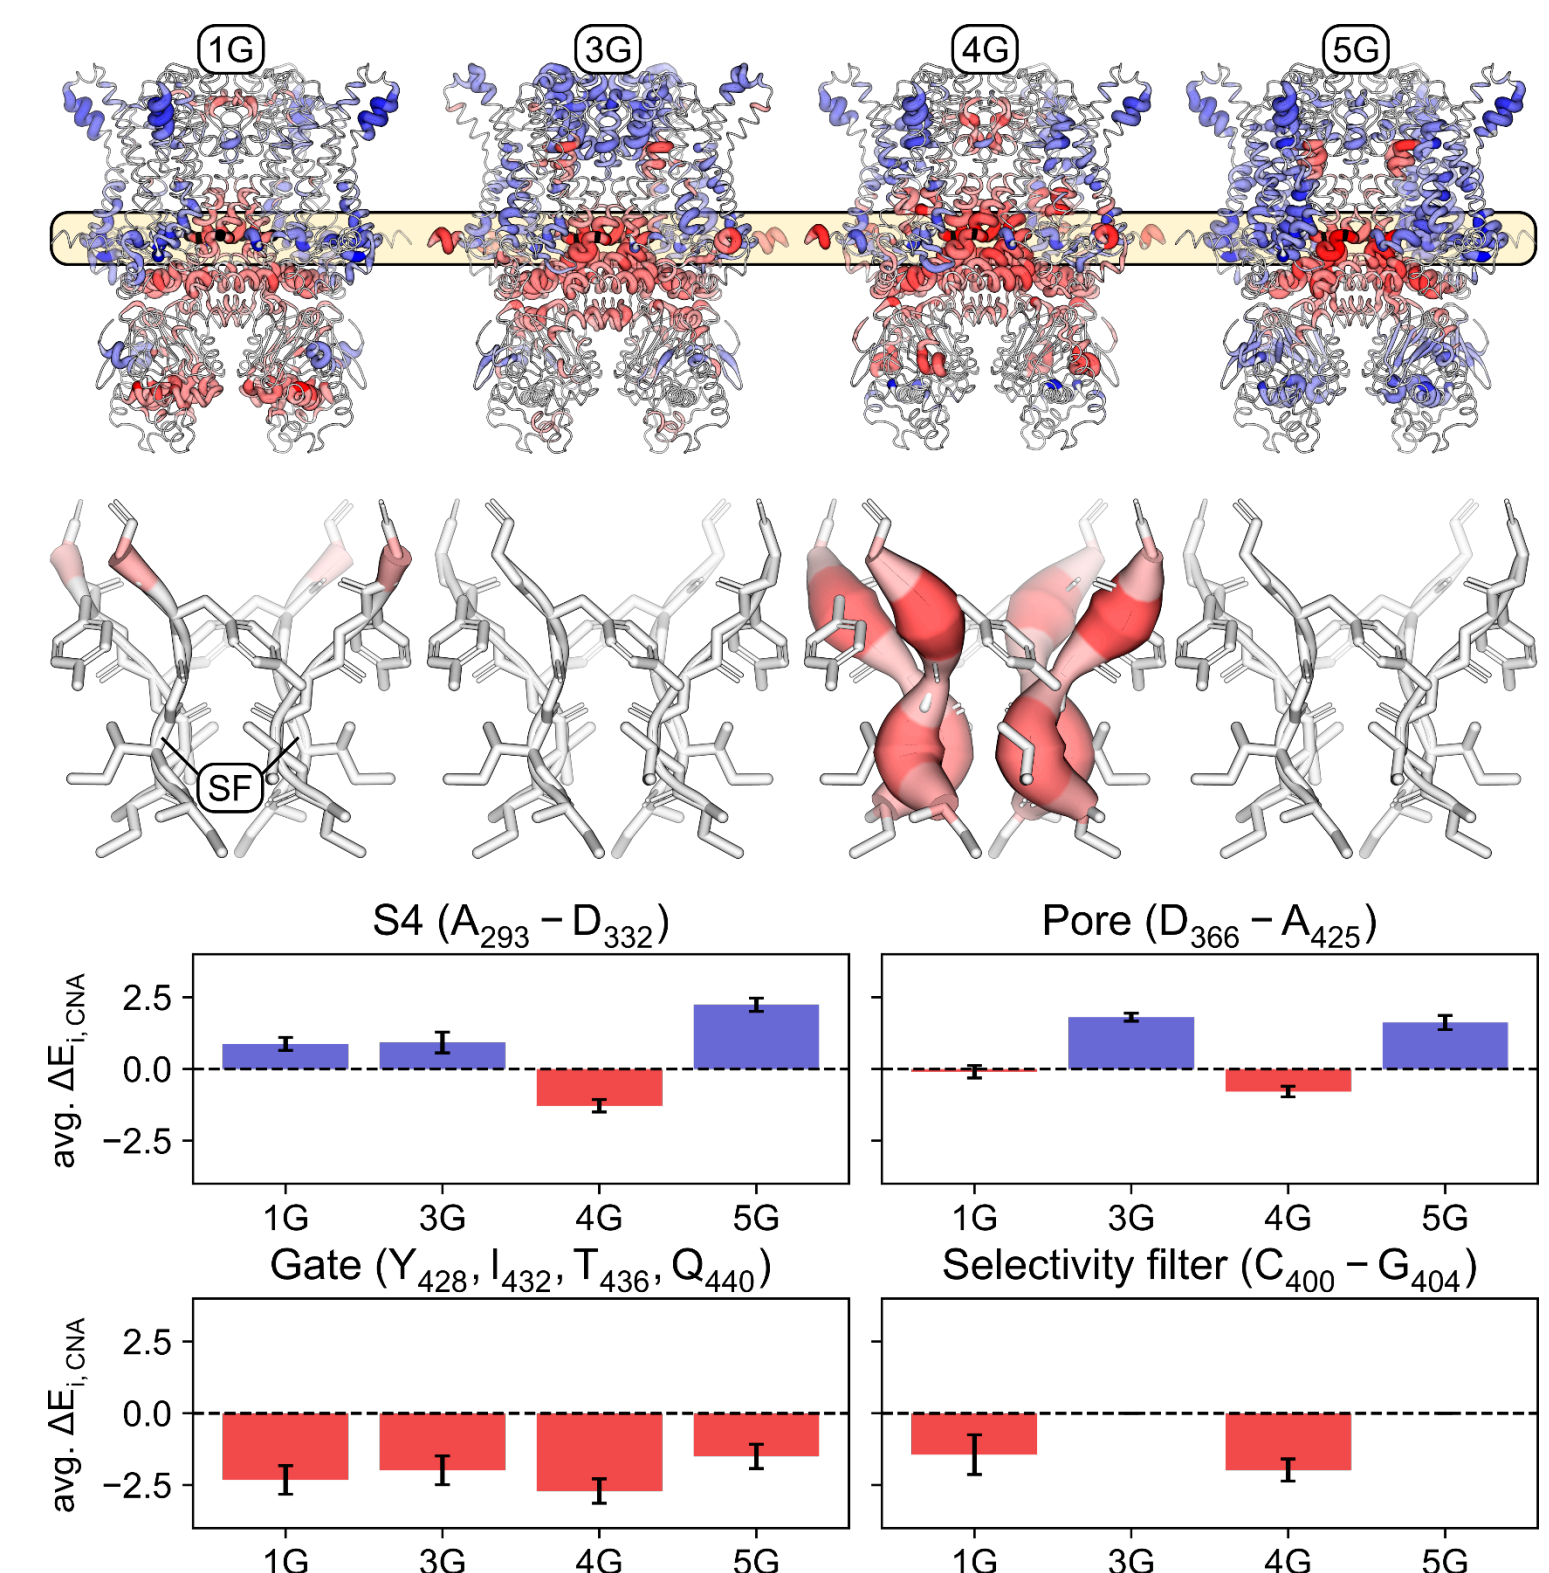 1G 3G 4G 5G
SF
S4 (A293 − D332) Pore (D366 − A425)
avg. ΔEi, CNA
2.5
0.0
−2.5
1G 3G 4G 5G 1G 3G 4G 5G
Gate (Y428, I432, T436, Q440) Selectivity filter (C400 − G404)
avg. ΔEi, CNA
2.5
0.0
−2.5
1G 3G 4G 5G 1G 3G 4G 5G